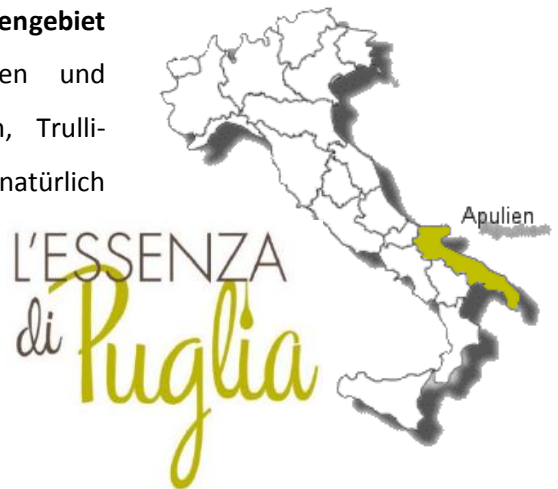 engebiet
en und
n, Trulli-
natürlich
Apulien
L'ESSENZA
di Puglia